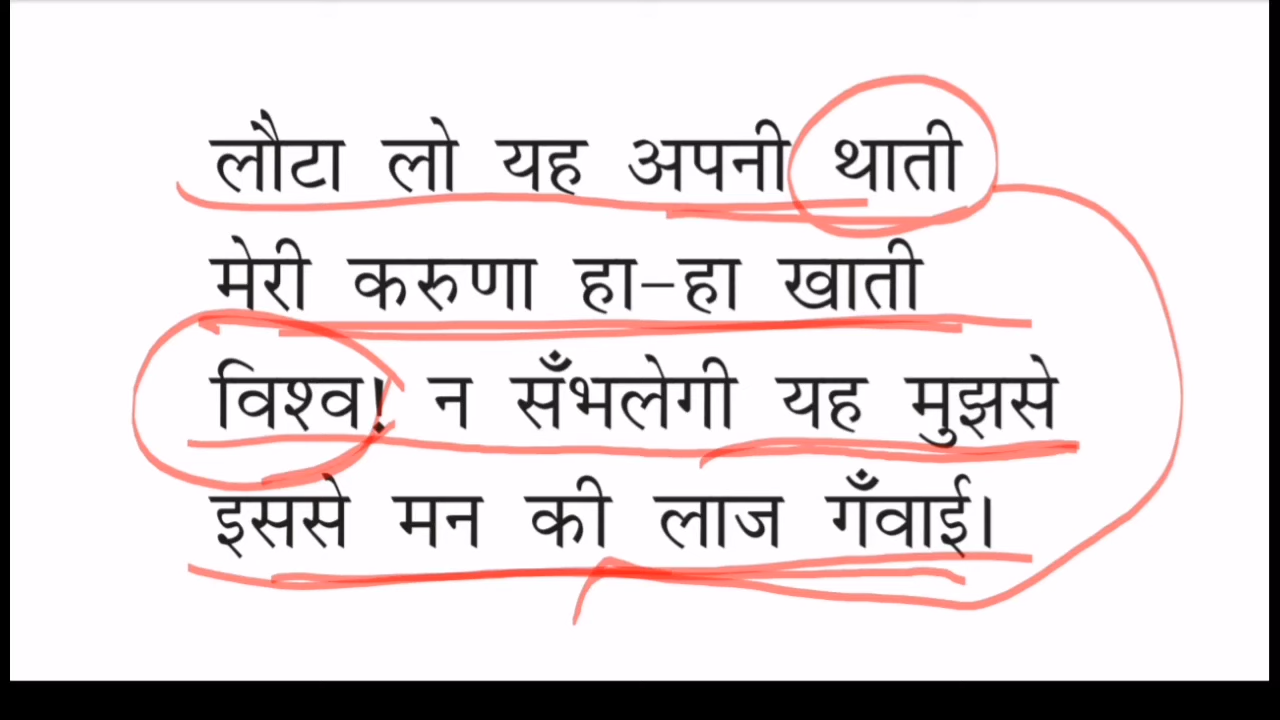 लौटा लो यह अपनी थाती
मेरी करुणा हा-हा खाती
विश्व! न सँभलेगी यह मुझसे
इससे मन की लाज गँवाई।